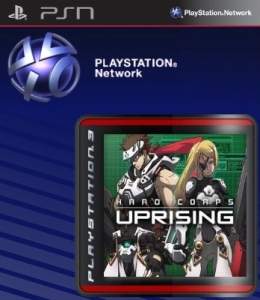 PSN
PlayStation.Network
PLAYSTATION®
Network
PLAYSTATION 3
HARD CORPS
UPRISING